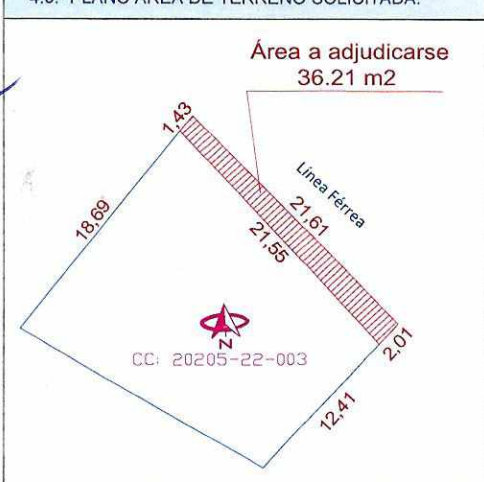 4.3. PLANO ÁREA DE TERRENO SOLICITADA:
Área a adjudicarse
36.21 m2
1,43
Línea Férrea
21,61
18,69
21,55
N
CC: 20205-22-003
2,01
12,41